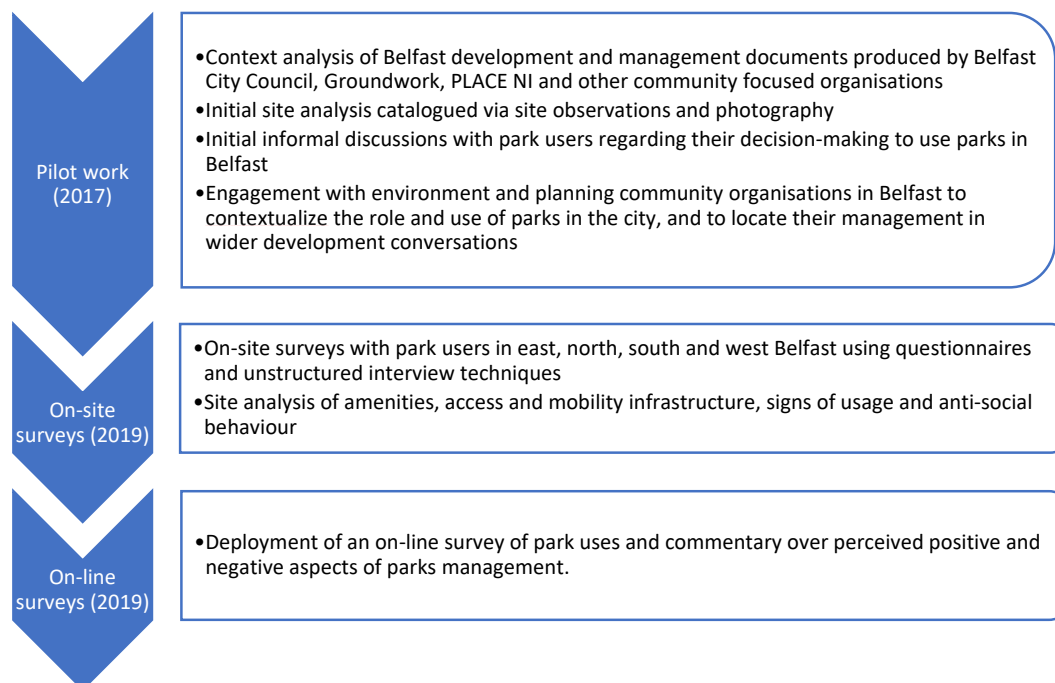 Pilot work
(2017)
•Context analysis of Belfast development and management documents produced by Belfast
City Council, Groundwork, PLACE NI and other community focused organisations
•Initial site analysis catalogued via site observations and photography
•Initial informal discussions with park users regarding their decision-making to use parks in
Belfast
•Engagement with environment and planning community organisations in Belfast to
contextualize the role and use of parks in the city, and to locate their management in
wider development conversations
On-site
surveys (2019)
•On-site surveys with park users in east, north, south and west Belfast using questionnaires
and unstructured interview techniques
•Site analysis of amenities, access and mobility infrastructure, signs of usage and anti-social
behaviour
On-line
surveys (2019)
•Deployment of an on-line survey of park uses and commentary over perceived positive and
negative aspects of parks management.